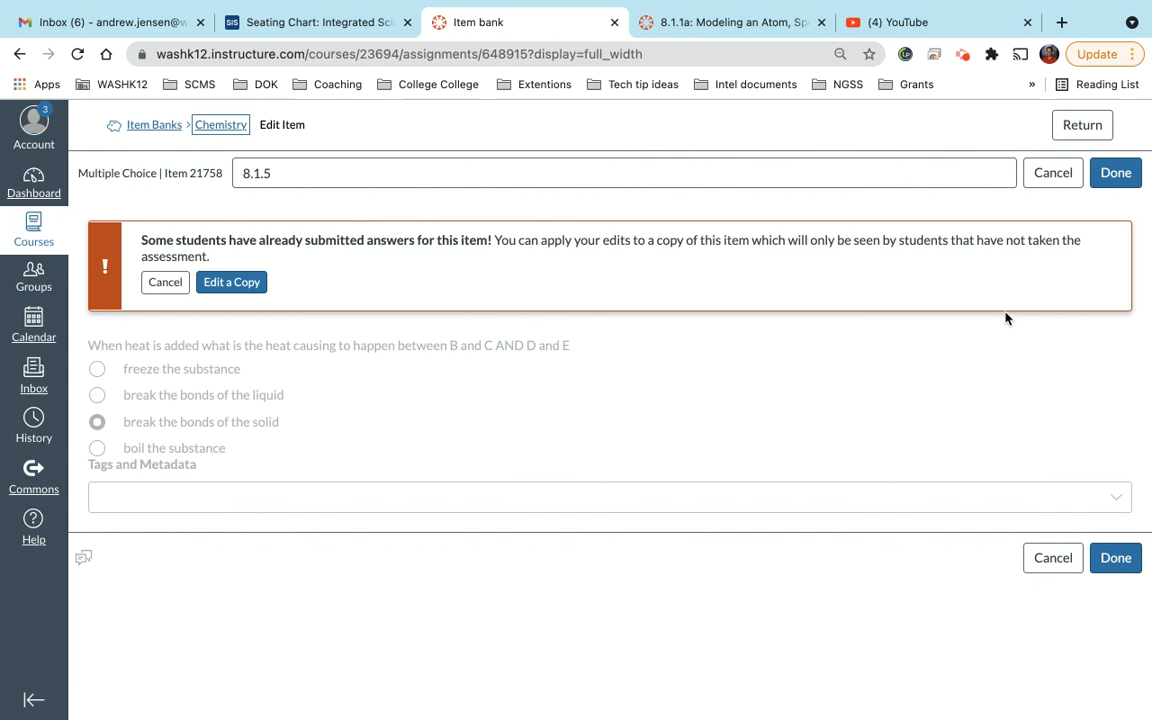 Inbox (6) - andrew.jensen@w
Seating Chart: Integrated Sci
Item bank
8.1.1a: Modeling an Atom, Sp
(4) YouTube
washk12.instructure.com/courses/23694/assignments/648915?display=full_width
Update
Apps
WASHK12
SCMS
DOK
Coaching
College College
Extentions
Tech tip ideas
Intel documents
NGSS
Grants
»
Reading List
3
Account
Dashboard
Courses
Groups
Calendar
Inbox
History
Commons
Help
Item Banks > Chemistry Edit Item
Return
Multiple Choice | Item 21758
8.1.5
Cancel
Done
Some students have already submitted answers for this item! You can apply your edits to a copy of this item which will only be seen by students that have not taken the
assessment.
Cancel
Edit a Copy
When heat is added what is the heat causing to happen between B and C AND D and E
freeze the substance
break the bonds of the liquid
break the bonds of the solid
boil the substance
Tags and Metadata
Cancel
Done